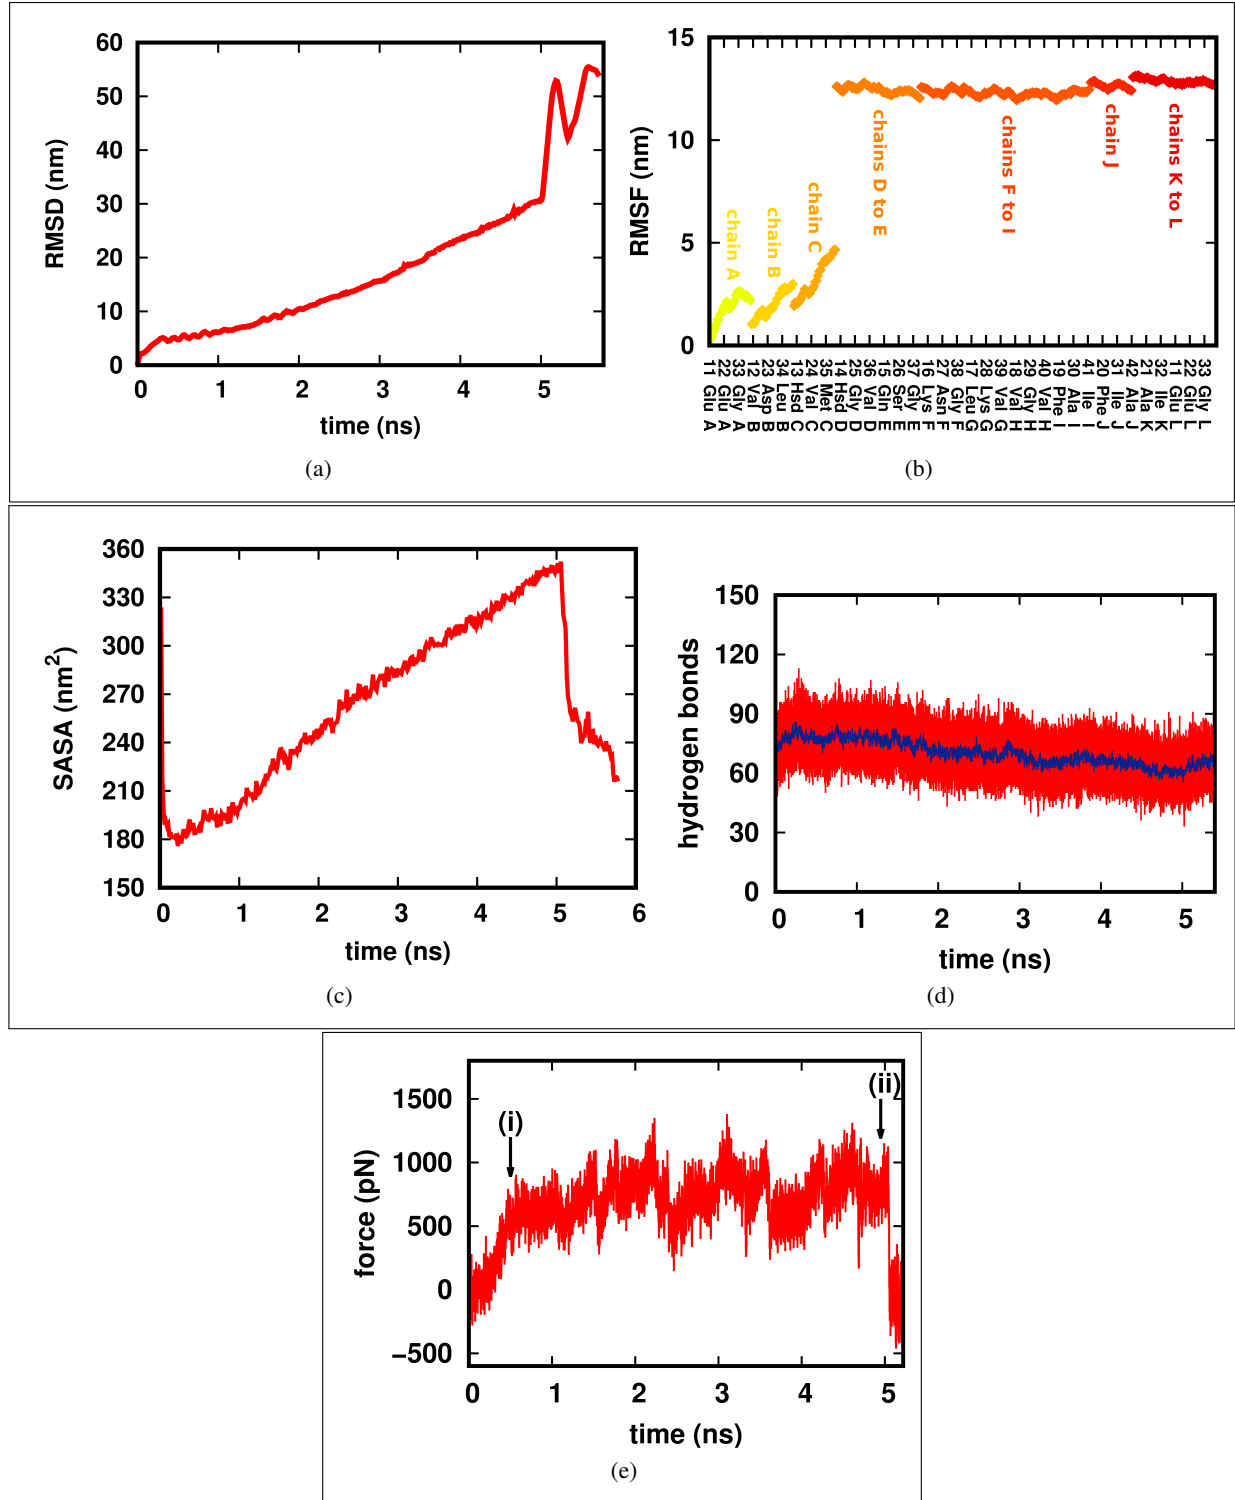 60
50
40
30
20
10
0
RMSD (nm)
0 1 2 3 4 5
time (ns)
(a)
15
10
5
0
RMSF (nm)
chain A
chain B
chain C
chains D to E
chains F to I
chain J
chains K to L
11 Glu A
22 Glu A
33 Gly A
12 Val B
23 Asp B
34 Leu B
13 Hsd C
24 Val C
35 Met C
14 Hsd D
25 Gly D
36 Val D
15 Gln E
26 Ser E
37 Gly E
16 Lys F
27 Asn F
38 Gly F
17 Leu G
28 Lys G
39 Val G
18 Val H
29 Gly H
40 Val H
19 Phe I
30 Ala I
41 Ile I
20 Phe J
31 Ile J
42 Ala J
21 Ala K
32 Ile K
11 Glu L
22 Glu L
33 Gly L
(b)
360
330
300
270
240
210
180
150
SASA (nm²)
0 1 2 3 4 5 6
time (ns)
(c)
150
120
90
60
30
0
hydrogen bonds
0 1 2 3 4 5
time (ns)
(d)
1500
1000
500
0
−500
force (pN)
(i)
(ii)
0 1 2 3 4 5
time (ns)
(e)